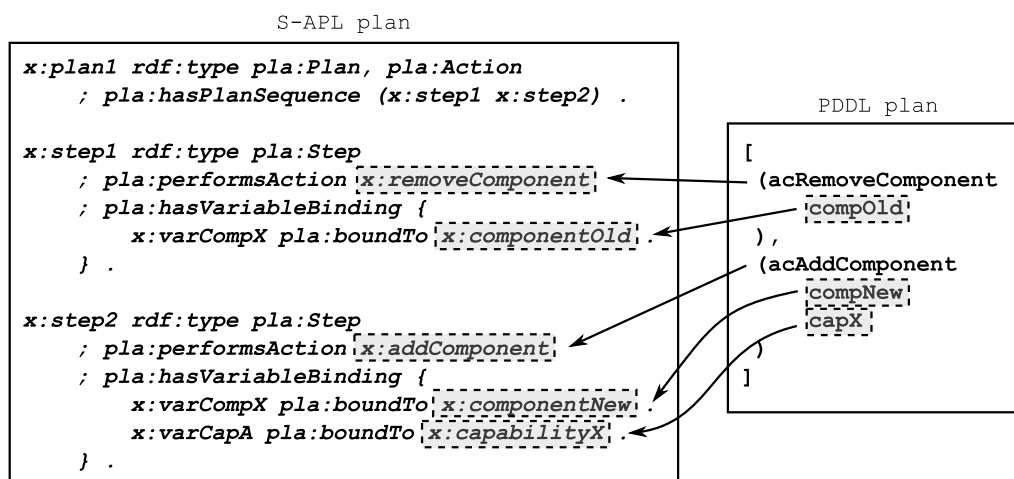 S-APL plan
x:plan1 rdf:type pla:Plan, pla:Action
; pla:hasPlanSequence (x:step1 x:step2) .
x:step1 rdf:type pla:Step
; pla:performsAction x:removeComponent
; pla:hasVariableBinding {
x:varCompX pla:boundTo x:componentOld .
} .
x:step2 rdf:type pla:Step
; pla:performsAction x:addComponent
; pla:hasVariableBinding {
x:varCompX pla:boundTo x:componentNew .
x:varCapA pla:boundTo x:capabilityX .
} .
PDDL plan
[
(acRemoveComponent
compOld
),
(acAddComponent
compNew
capX
)
]